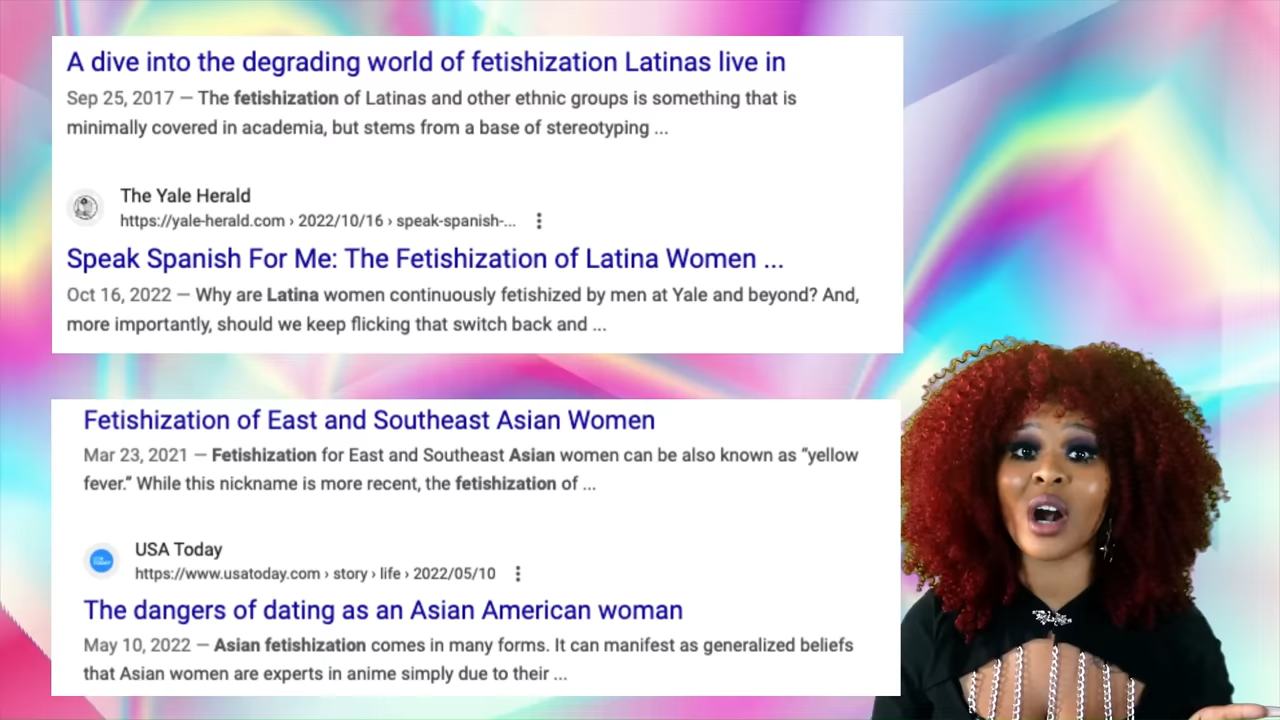 A dive into the degrading world of fetishization Latinas live in
Sep 25, 2017 — The fetishization of Latinas and other ethnic groups is something that is
minimally covered in academia, but stems from a base of stereotyping ...
The Yale Herald
https://yale-herald.com › 2022/10/16 › speak-spanish-...
Speak Spanish For Me: The Fetishization of Latina Women ...
Oct 16, 2022 — Why are Latina women continuously fetishized by men at Yale and beyond? And,
more importantly, should we keep flicking that switch back and ...
Fetishization of East and Southeast Asian Women
Mar 23, 2021 — Fetishization for East and Southeast Asian women can be also known as “yellow
fever.” While this nickname is more recent, the fetishization of ...
USA Today
https://www.usatoday.com › story › life › 2022/05/10
The dangers of dating as an Asian American woman
May 10, 2022 — Asian fetishization comes in many forms. It can manifest as generalized beliefs
that Asian women are experts in anime simply due to their ...